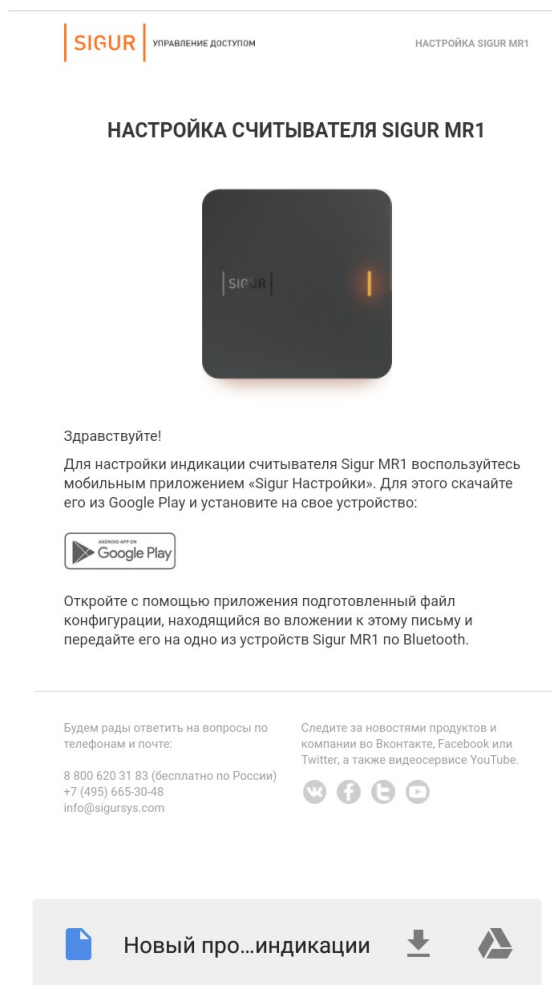 SIGUR УПРАВЛЕНИЕ ДОСТУПОМ
НАСТРОЙКА SIGUR MR1
НАСТРОЙКА СЧИТЫВАТЕЛЯ SIGUR MR1
SIGUR
Здравствуйте!
Для настройки индикации считывателя Sigur MR1 воспользуйтесь
мобильным приложением «Sigur Настройки». Для этого скачайте
его из Google Play и установите на свое устройство:
ANDROID APP ON
Google Play
Откройте с помощью приложения подготовленный файл
конфигурации, находящийся во вложении к этому письму и
передайте его на одно из устройств Sigur MR1 по Bluetooth.
Будем рады ответить на вопросы по
телефонам и почте:
8 800 620 31 83 (бесплатно по России)
+7 (495) 665-30-48
info@sigursys.com
Следите за новостями продуктов и
компании во Вконтакте, Facebook или
Twitter, а также видеосервисе YouTube.
Новый про...индикации